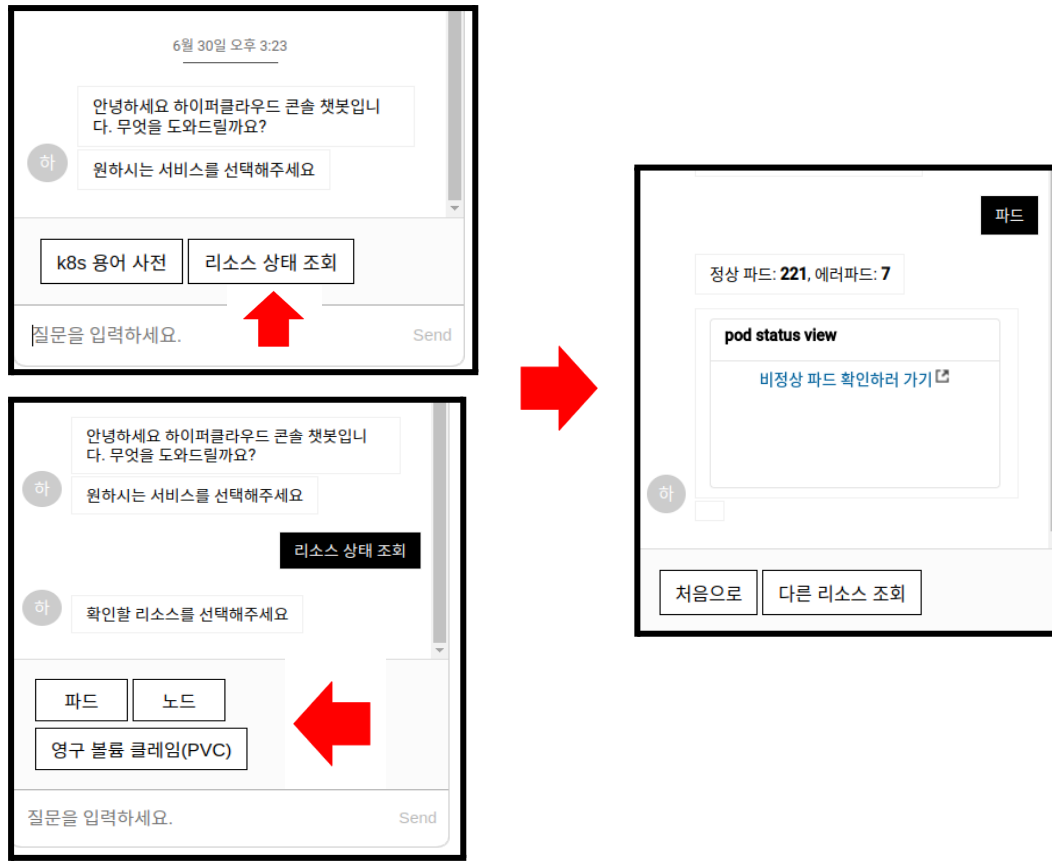 6월 30일 오후 3:23
안녕하세요 하이퍼클라우드 콘솔 챗봇입니
다. 무엇을 도와드릴까요?
하
원하시는 서비스를 선택해주세요
k8s 용어 사전
리소스 상태 조회
질문을 입력하세요.
Send
안녕하세요 하이퍼클라우드 콘솔 챗봇입니
다. 무엇을 도와드릴까요?
하
원하시는 서비스를 선택해주세요
리소스 상태 조회
하
확인할 리소스를 선택해주세요
파드
노드
영구 볼륨 클레임(PVC)
질문을 입력하세요.
Send
파드
정상 파드: 221, 에러파드: 7
pod status view
비정상 파드 확인하러 가기
하
처음으로
다른 리소스 조회